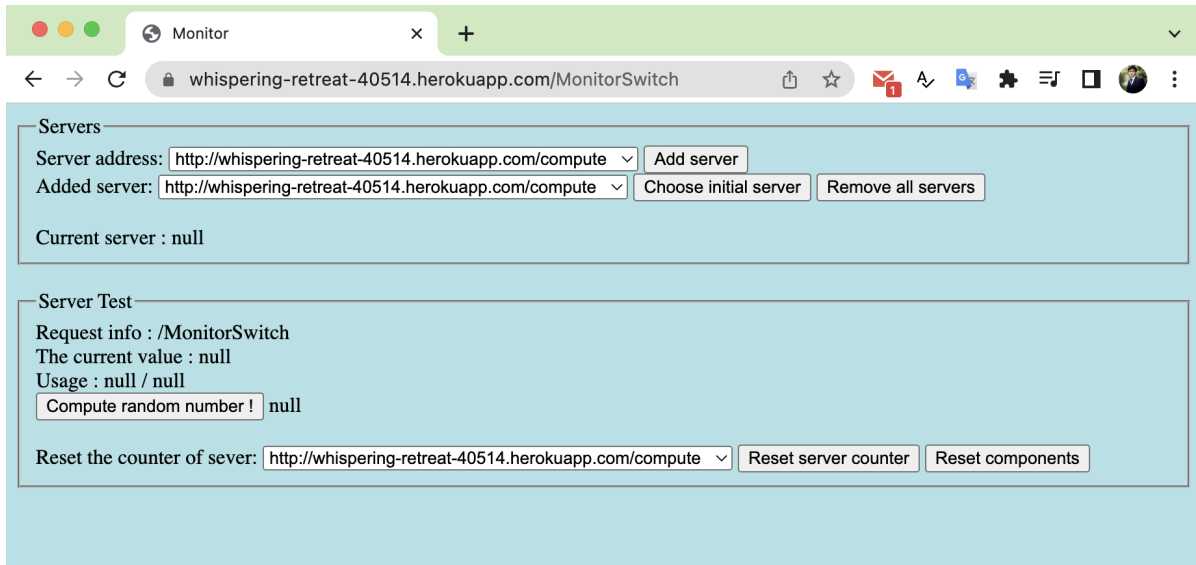 Monitor
whispering-retreat-40514.herokuapp.com/MonitorSwitch
1
Servers
Server address: http://whispering-retreat-40514.herokuapp.com/compute Add server
Added server: http://whispering-retreat-40514.herokuapp.com/compute Choose initial server Remove all servers
Current server : null
Server Test
Request info : /MonitorSwitch
The current value : null
Usage : null / null
Compute random number ! null
Reset the counter of sever: http://whispering-retreat-40514.herokuapp.com/compute Reset server counter Reset components